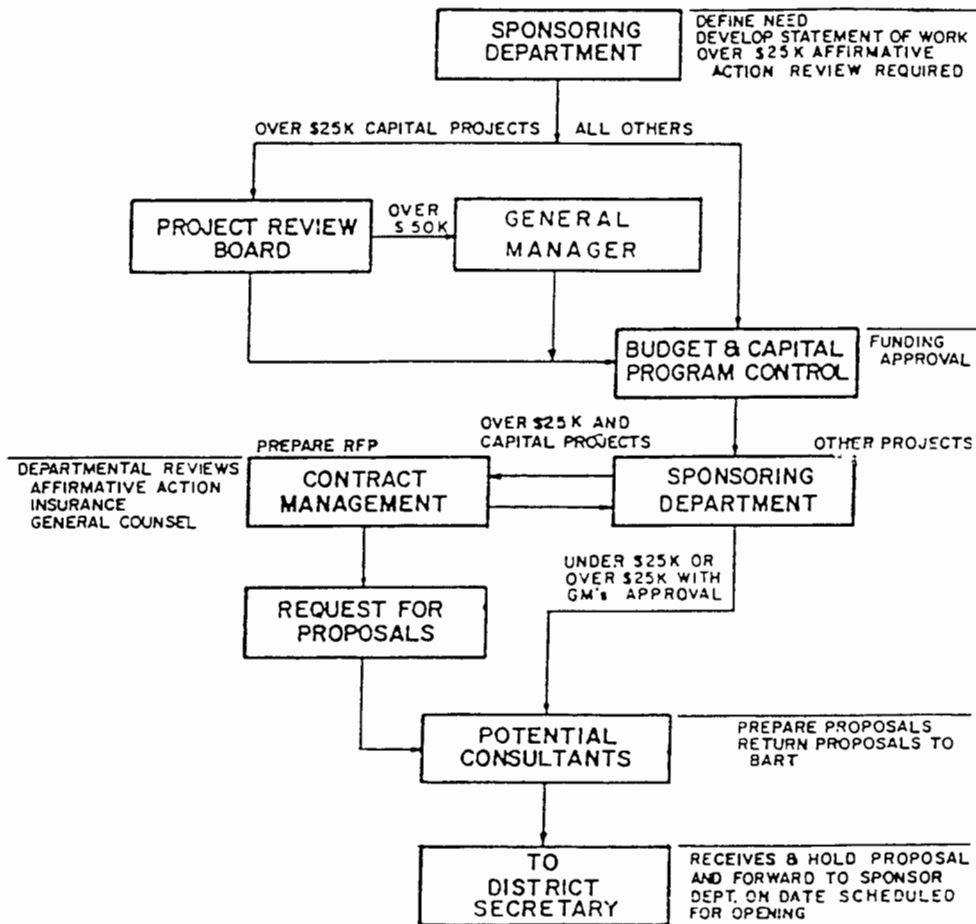 SPONSORING
DEPARTMENT
DEFINE NEED
DEVELOP STATEMENT OF WORK
OVER $25K AFFIRMATIVE
ACTION REVIEW REQUIRED
OVER $25K CAPITAL PROJECTS
ALL OTHERS
PROJECT REVIEW
BOARD
OVER
$50K
GENERAL
MANAGER
BUDGET & CAPITAL
PROGRAM CONTROL
FUNDING
APPROVAL
OVER $25K AND
CAPITAL PROJECTS
PREPARE RFP
OTHER PROJECTS
DEPARTMENTAL REVIEWS
AFFIRMATIVE ACTION
INSURANCE
GENERAL COUNSEL
CONTRACT
MANAGEMENT
SPONSORING
DEPARTMENT
UNDER $25K OR
OVER $25K WITH
GM's APPROVAL
REQUEST FOR
PROPOSALS
POTENTIAL
CONSULTANTS
PREPARE PROPOSALS
RETURN PROPOSALS TO
BART
TO
DISTRICT
SECRETARY
RECEIVES & HOLD PROPOSAL
AND FORWARD TO SPONSOR
DEPT. ON DATE SCHEDULED
FOR OPENING